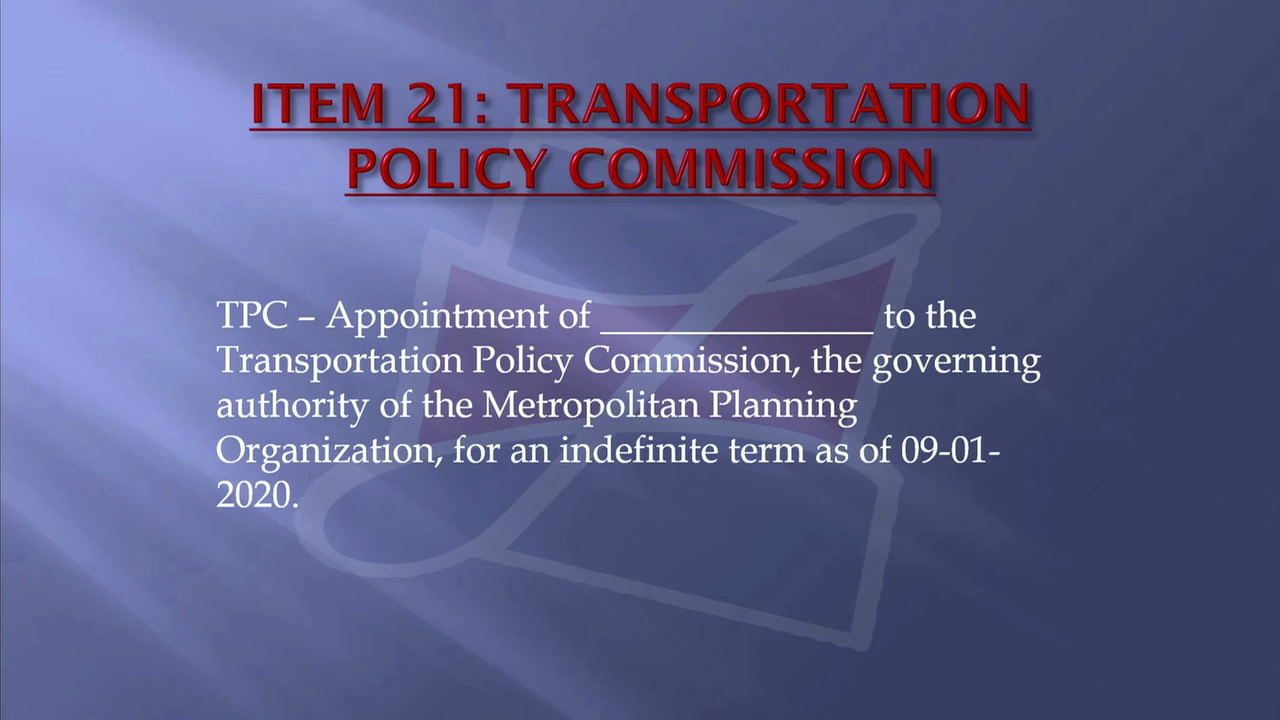 ITEM 21: TRANSPORTATION
POLICY COMMISSION
TPC – Appointment of _______________ to the
Transportation Policy Commission, the governing
authority of the Metropolitan Planning
Organization, for an indefinite term as of 09-01-
2020.